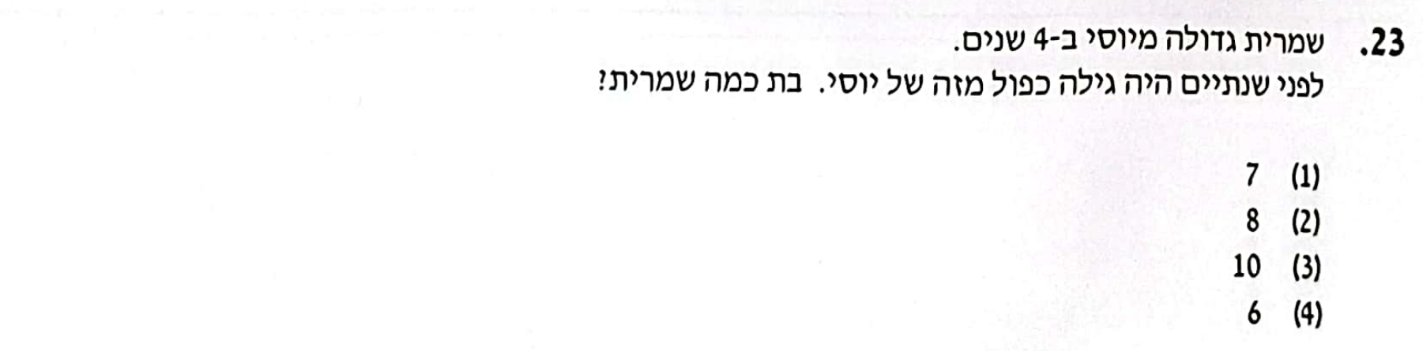 23. שמרית גדולה מיוסי ב-4 שנים.
לפני שנתיים היה גילה כפול מזה של יוסי. בת כמה שמרית?
(1) 7
(2) 8
(3) 10
(4) 6